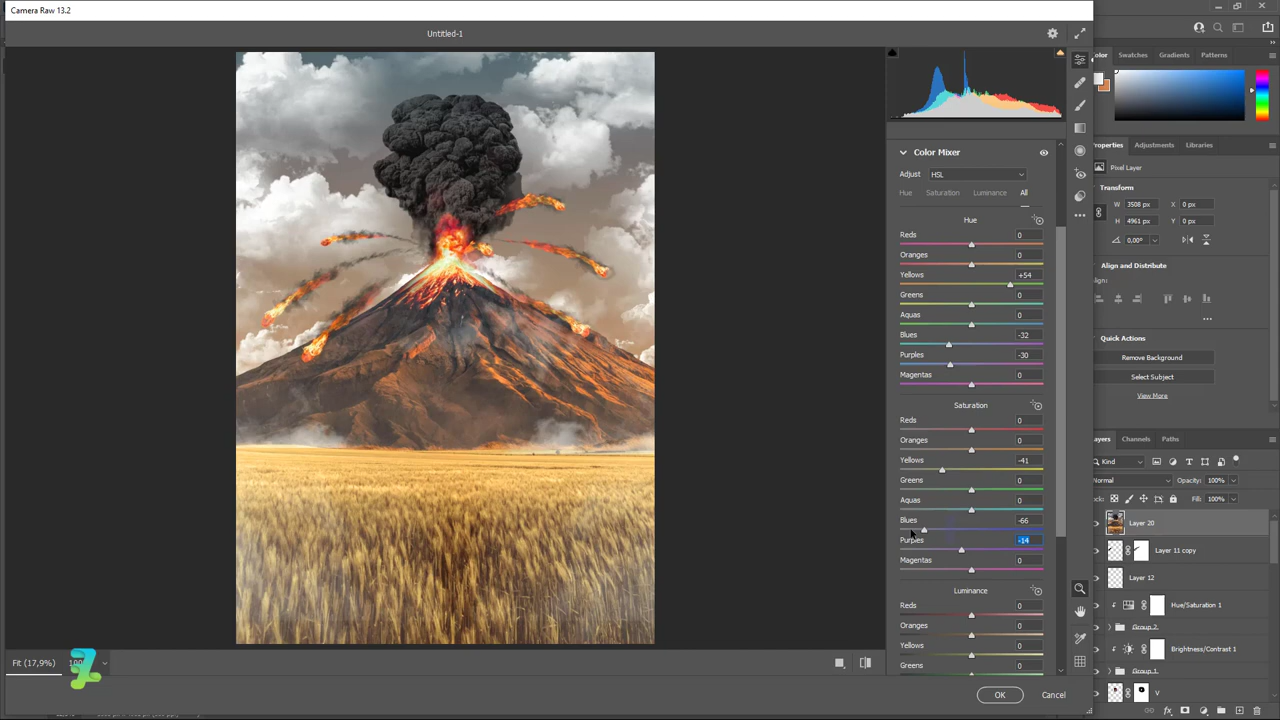 Camera Raw 13.2
Untitled-1
Color Mixer
Adjust HSL
Hue Saturation Luminance All
Hue
Reds 0
Oranges 0
Yellows +54
Greens 0
Aquas 0
Blues -32
Purples -30
Magentas 0
Saturation
Reds 0
Oranges 0
Yellows -41
Greens 0
Aquas 0
Blues -66
Purples -14
Magentas 0
Luminance
Reds 0
Oranges 0
Yellows 0
Greens 0
Fit (17,9%)
OK Cancel
olor Swatches Gradients Patterns
Properties Adjustments Libraries
Pixel Layer
Transform
W 3508 px X 0 px
H 4961 px Y 0 px
0,00°
Align and Distribute
Align:
Quick Actions
Remove Background
Select Subject
View More
ayers Channels Paths
Kind
Normal Opacity: 100%
ock: Fill: 100%
Layer 20
Layer 11 copy
Layer 12
Hue/Saturation 1
Group 2
Brightness/Contrast 1
Group 1
V